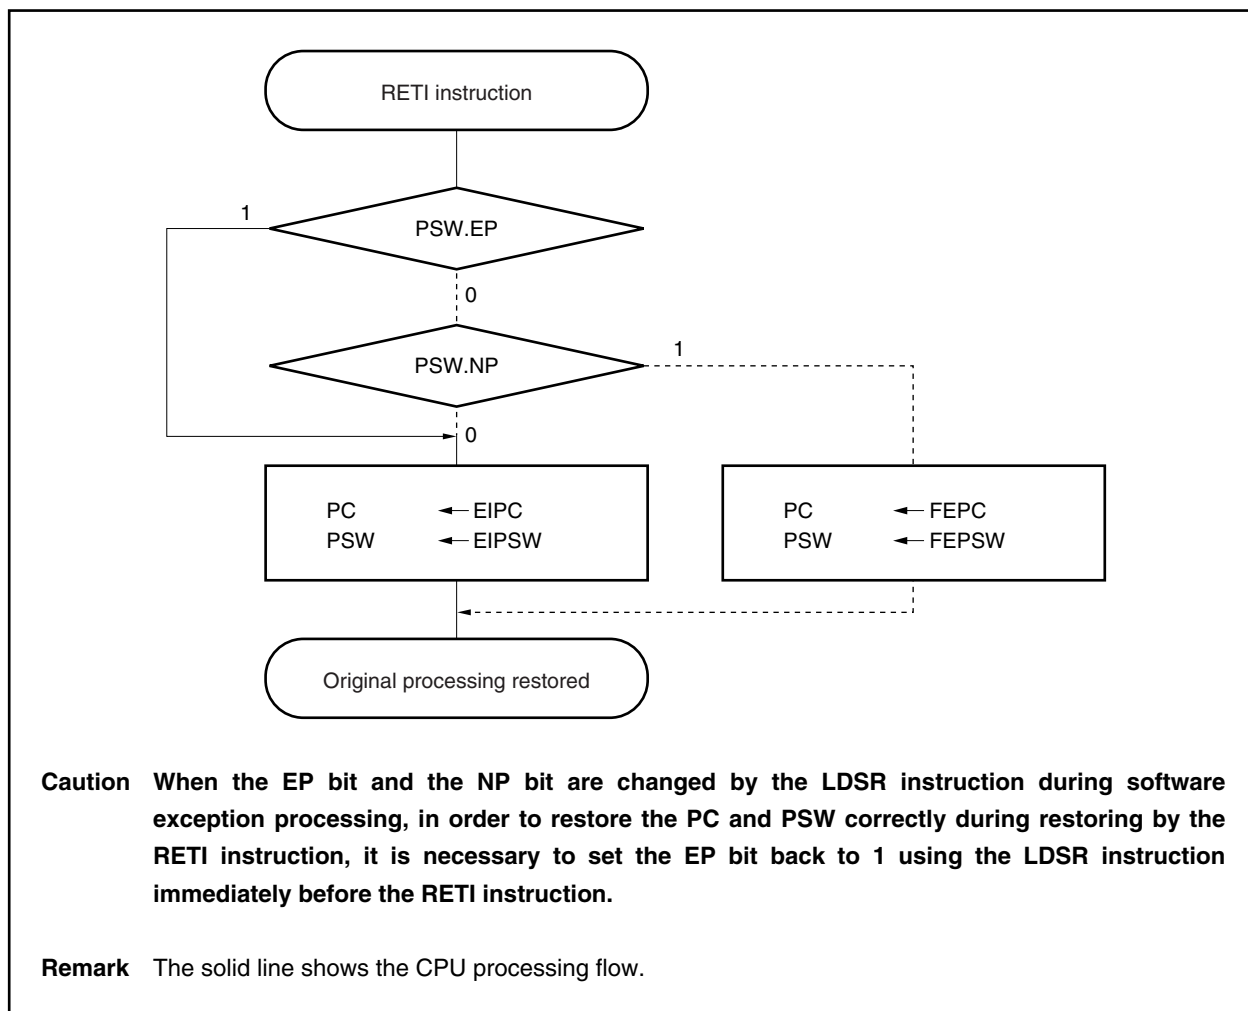 RETI instruction
1
PSW.EP
0
1
PSW.NP
0
PC ← EIPC
PSW ← EIPSW
PC ← FEPC
PSW ← FEPSW
Original processing restored
Caution When the EP bit and the NP bit are changed by the LDSR instruction during software
exception processing, in order to restore the PC and PSW correctly during restoring by the
RETI instruction, it is necessary to set the EP bit back to 1 using the LDSR instruction
immediately before the RETI instruction.
Remark The solid line shows the CPU processing flow.